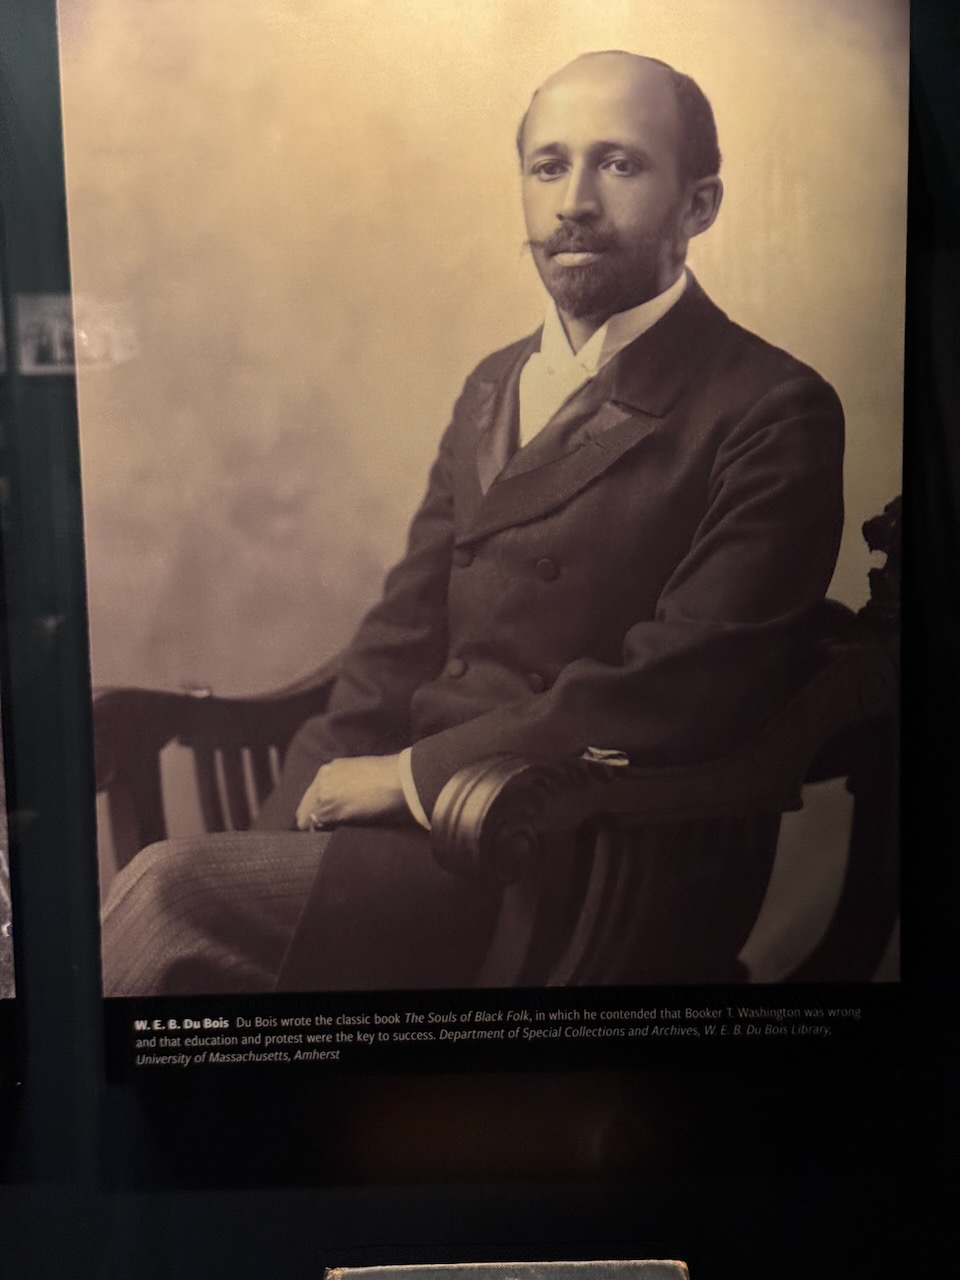 W. E. B. Du Bois Du Bois wrote the classic book The Souls of Black Folk, in which he contended that Booker T. Washington was wrong
and that education and protest were the key to success. Department of Special Collections and Archives, W. E. B. Du Bois Library,
University of Massachusetts, Amherst